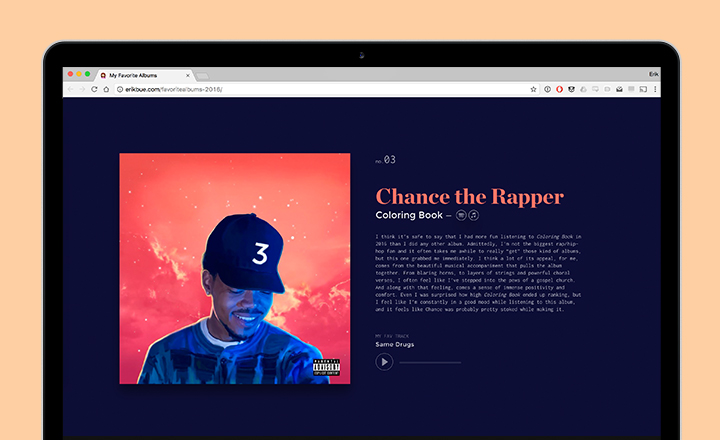 My Favorite Albums
Erik
erikbue.com/favoritealbums-2016/
no.03
Chance the Rapper
Coloring Book –
I think it's safe to say that I had more fun listening to Coloring Book in
2016 than I did any other album. Admittedly, I'm not the biggest rap/hip-
hop fan and it often takes me awhile to really "get" those kind of albums,
but this one grabbed me immediately. I think a lot of its appeal, for me,
comes from the beautiful musical accompaniment that pulls the album
together. From blaring horns, to layers of strings and powerful choral
verses, I often feel like I've stepped into the pews of a gospel church.
And along with that feeling, comes a sense of immense positivity and
comfort. Even I was surprised how high Coloring Book ended up ranking, but
I feel like I'm constantly in a good mood while listening to this album,
and it feels like Chance was probably pretty stoked while making it.
MY FAV TRACK
Same Drugs
3
PARENTAL
ADVISORY
EXPLICIT CONTENT